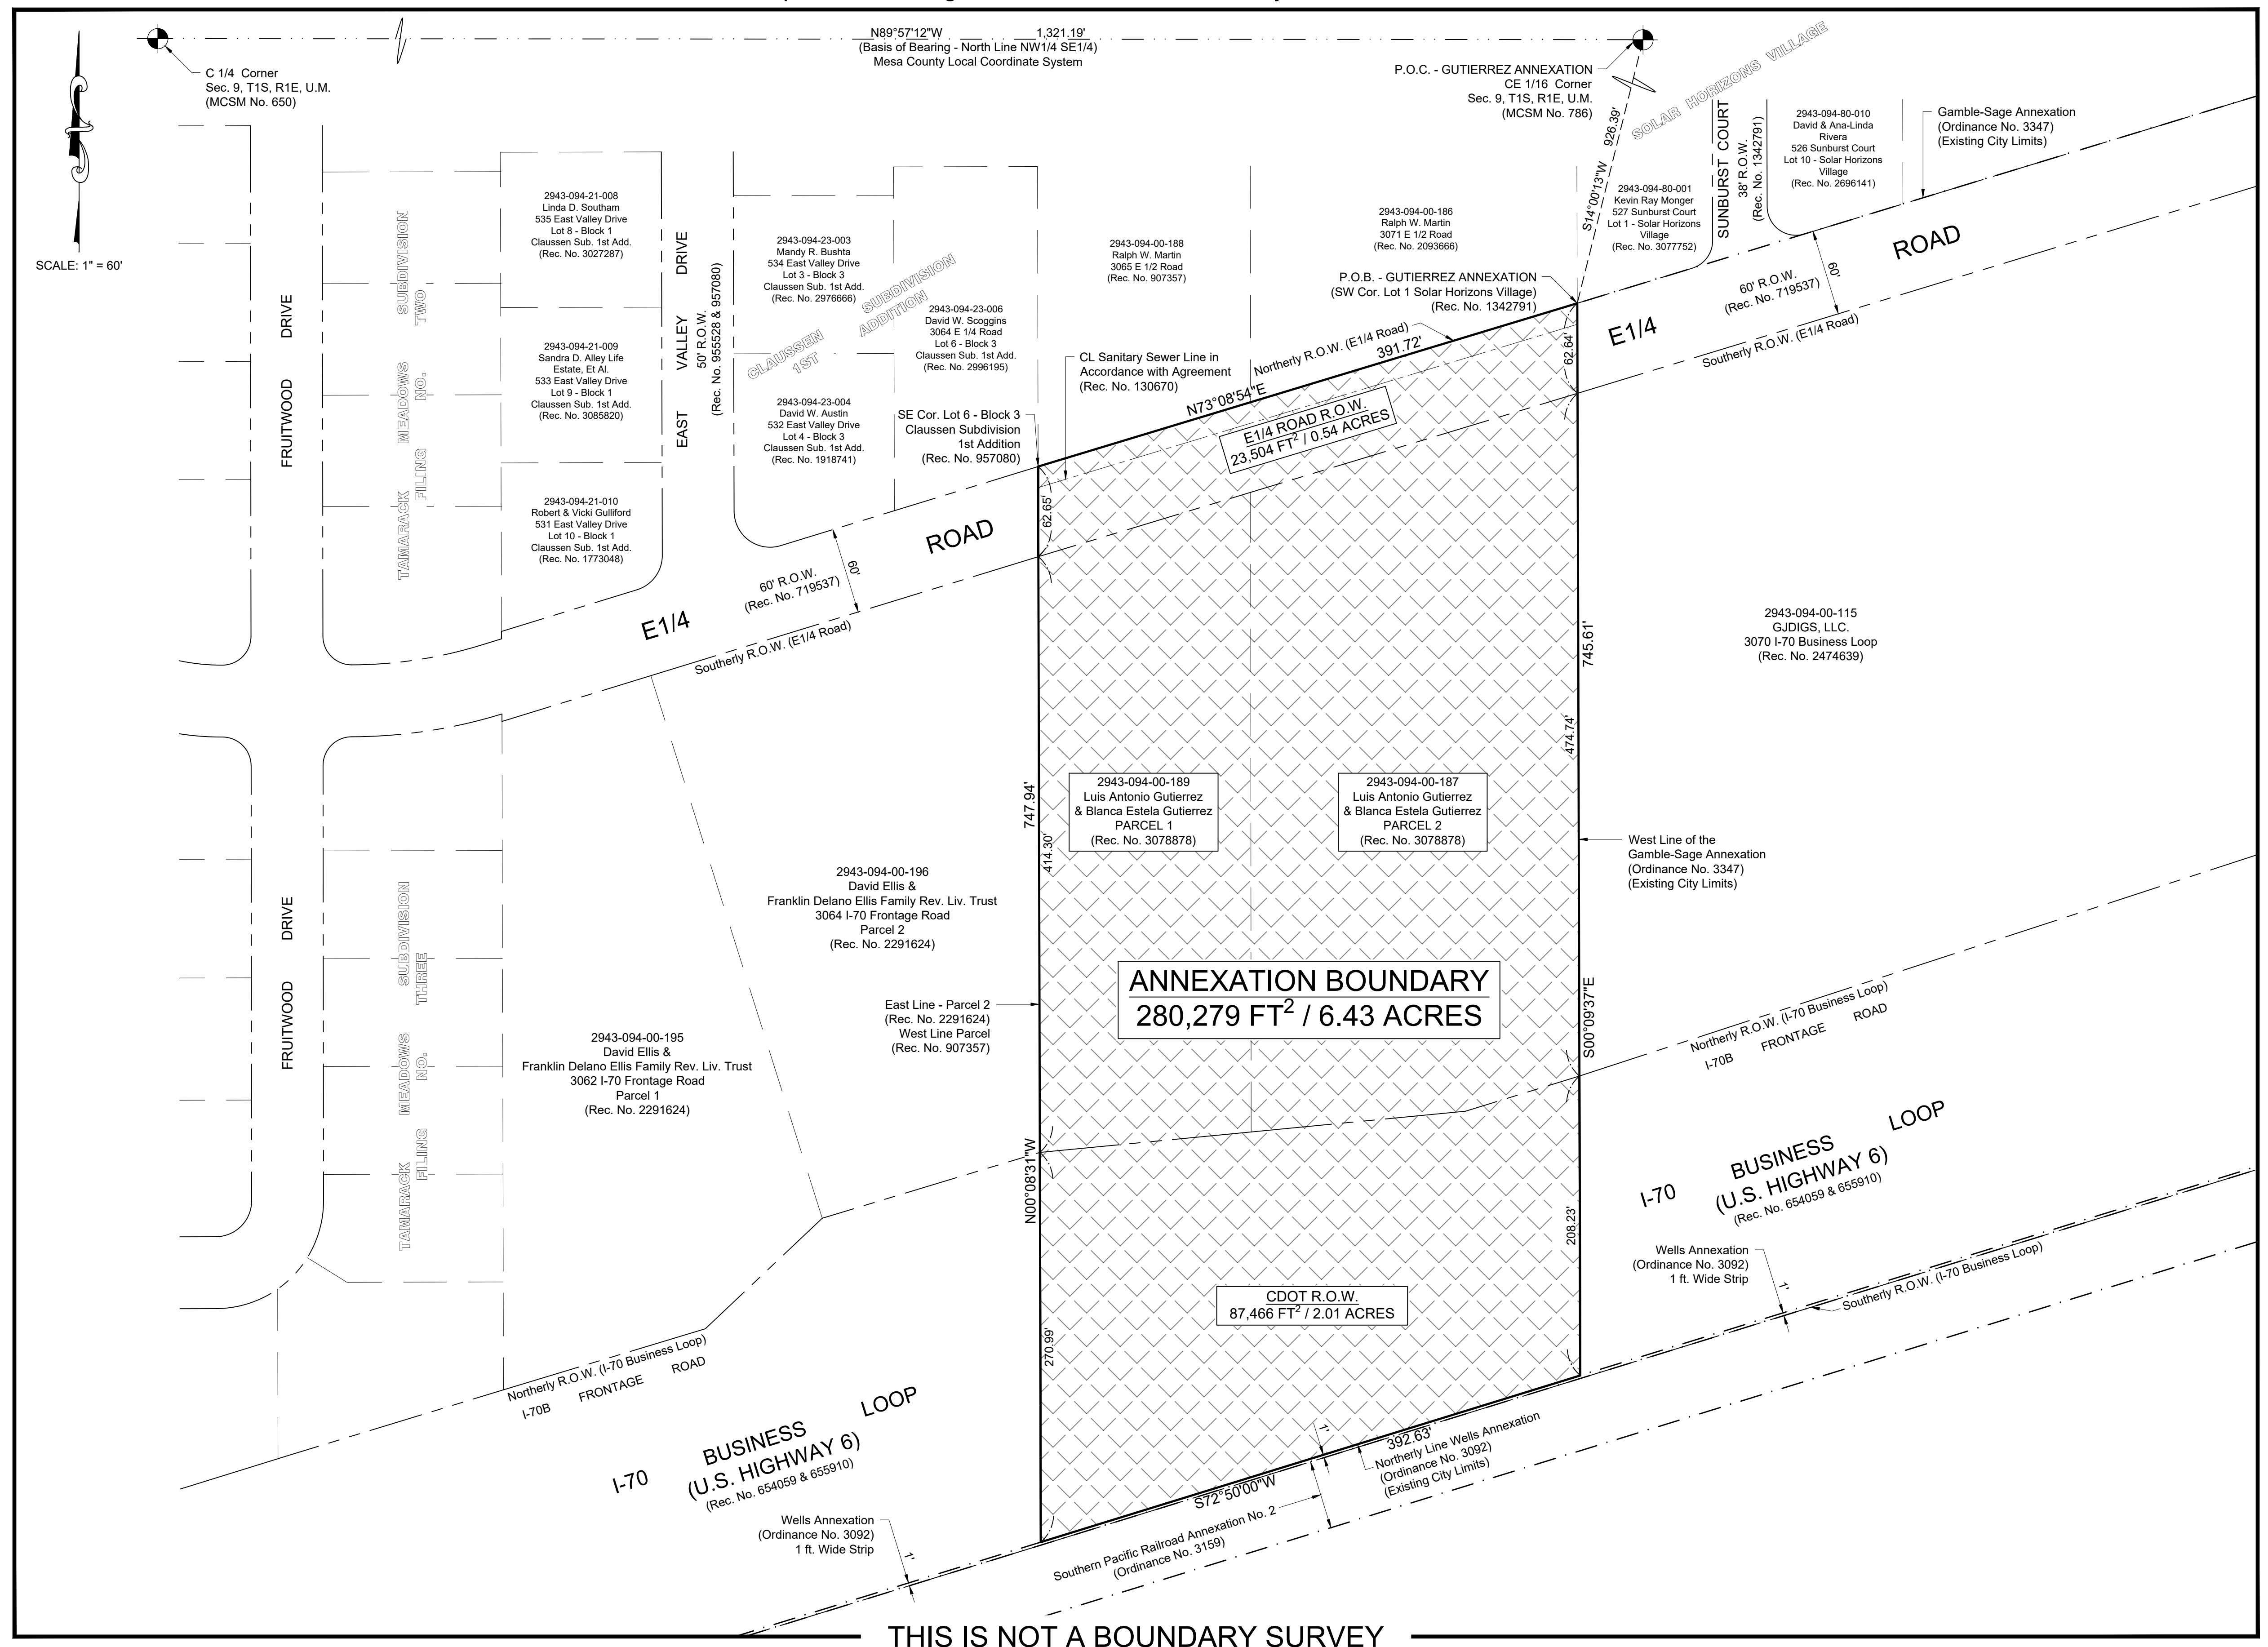 N89°57'12"W 1,321.19'
(Basis of Bearing - North Line NW1/4 SE1/4)
Mesa County Local Coordinate System
C 1/4 Corner
Sec. 9, T1S, R1E, U.M.
(MCSM No. 650)
SCALE: 1" = 60'
P.O.C. - GUTIERREZ ANNEXATION
CE 1/16 Corner
Sec. 9, T1S, R1E, U.M.
(MCSM No. 786)
S14°00'13"W 926.39'
SOLAR HORIZONS VILLAGE
SUNBURST COURT
38' R.O.W.
(Rec. No. 1342791)
2943-094-80-010
David & Ana-Linda
Rivera
526 Sunburst Court
Lot 10 - Solar Horizons
Village
(Rec. No. 2696141)
Gamble-Sage Annexation
(Ordinance No. 3347)
(Existing City Limits)
2943-094-80-001
Kevin Ray Monger
527 Sunburst Court
Lot 1 - Solar Horizons
Village
(Rec. No. 3077752)
2943-094-21-008
Linda D. Southam
535 East Valley Drive
Lot 8 - Block 1
Claussen Sub. 1st Add.
(Rec. No. 3027287)
2943-094-21-009
Sandra D. Alley Life
Estate, Et Al.
533 East Valley Drive
Lot 9 - Block 1
Claussen Sub. 1st Add.
(Rec. No. 3085820)
2943-094-21-010
Robert & Vicki Gulliford
531 East Valley Drive
Lot 10 - Block 1
Claussen Sub. 1st Add.
(Rec. No. 1773048)
FRUITWOOD DRIVE
TAMARACK MEADOWS SUBDIVISION
FILING NO. TWO
EAST VALLEY DRIVE
50' R.O.W.
(Rec. No. 955528 & 957080)
2943-094-23-003
Mandy R. Bushta
534 East Valley Drive
Lot 3 - Block 3
Claussen Sub. 1st Add.
(Rec. No. 2976666)
CLAUSSEN SUBDIVISION
1ST ADDITION
2943-094-23-006
David W. Scoggins
3064 E 1/4 Road
Lot 6 - Block 3
Claussen Sub. 1st Add.
(Rec. No. 2996195)
2943-094-23-004
David W. Austin
532 East Valley Drive
Lot 4 - Block 3
Claussen Sub. 1st Add.
(Rec. No. 1918741)
2943-094-00-188
Ralph W. Martin
3065 E 1/2 Road
(Rec. No. 907357)
2943-094-00-186
Ralph W. Martin
3071 E 1/2 Road
(Rec. No. 2093666)
P.O.B. - GUTIERREZ ANNEXATION
(SW Cor. Lot 1 Solar Horizons Village)
(Rec. No. 1342791)
CL Sanitary Sewer Line in
Accordance with Agreement
(Rec. No. 130670)
SE Cor. Lot 6 - Block 3
Claussen Subdivision
1st Addition
(Rec. No. 957080)
Northerly R.O.W. (E1/4 Road)
N73°08'54"E 391.72'
E1/4 ROAD R.O.W.
23,504 FT2 / 0.54 ACRES
62.64'
62.65'
E1/4 ROAD
60' R.O.W.
(Rec. No. 719537)
60'
Southerly R.O.W. (E1/4 Road)
E1/4 ROAD
60' R.O.W.
(Rec. No. 719537)
60'
Southerly R.O.W. (E1/4 Road)
2943-094-00-115
GJDIGS, LLC.
3070 I-70 Business Loop
(Rec. No. 2474639)
745.61'
474.74'
747.94'
414.30'
2943-094-00-189
Luis Antonio Gutierrez
& Blanca Estela Gutierrez
PARCEL 1
(Rec. No. 3078878)
2943-094-00-187
Luis Antonio Gutierrez
& Blanca Estela Gutierrez
PARCEL 2
(Rec. No. 3078878)
West Line of the
Gamble-Sage Annexation
(Ordinance No. 3347)
(Existing City Limits)
2943-094-00-196
David Ellis &
Franklin Delano Ellis Family Rev. Liv. Trust
3064 I-70 Frontage Road
Parcel 2
(Rec. No. 2291624)
ANNEXATION BOUNDARY
280,279 FT2 / 6.43 ACRES
East Line - Parcel 2
(Rec. No. 2291624)
West Line Parcel
(Rec. No. 907357)
2943-094-00-195
David Ellis &
Franklin Delano Ellis Family Rev. Liv. Trust
3062 I-70 Frontage Road
Parcel 1
(Rec. No. 2291624)
FRUITWOOD DRIVE
TAMARACK MEADOWS SUBDIVISION
FILING NO. THREE
S00°09'37"E
N00°08'31"W
Northerly R.O.W. (I-70 Business Loop)
I-70B FRONTAGE ROAD
I-70 BUSINESS LOOP
(U.S. HIGHWAY 6)
(Rec. No. 654059 & 655910)
208.23'
270.99'
Wells Annexation
(Ordinance No. 3092)
1 ft. Wide Strip
1'
Southerly R.O.W. (I-70 Business Loop)
CDOT R.O.W.
87,466 FT2 / 2.01 ACRES
Northerly R.O.W. (I-70 Business Loop)
I-70B FRONTAGE ROAD
I-70 BUSINESS LOOP
(U.S. HIGHWAY 6)
(Rec. No. 654059 & 655910)
1'
S72°50'00"W 392.63'
Northerly Line Wells Annexation
(Ordinance No. 3092)
(Existing City Limits)
Southern Pacific Railroad Annexation No. 2
(Ordinance No. 3159)
Wells Annexation
(Ordinance No. 3092)
1 ft. Wide Strip
1'
THIS IS NOT A BOUNDARY SURVEY